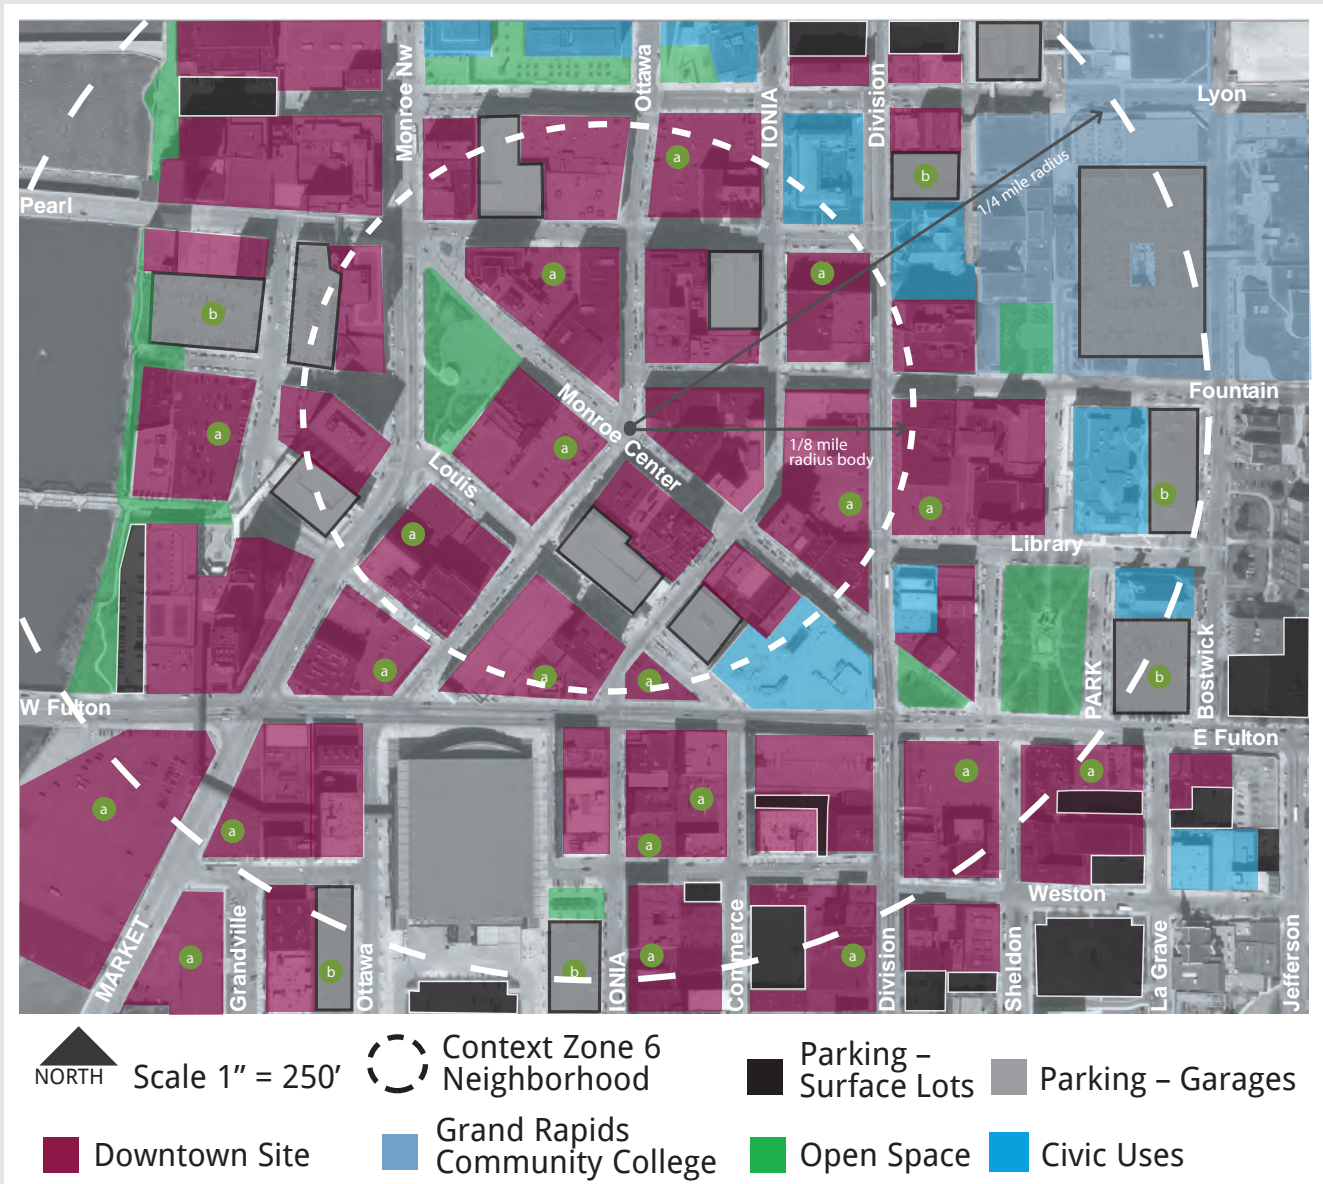 Monroe Nw
Ottawa
IONIA
Division
Lyon
a
b
1/4 mile radius
Pearl
a
a
b
Fountain
Monroe Center
1/8 mile
radius body
a
a
Louis
a
a
b
a
Library
a
a
a
b
PARK
Bostwick
W Fulton
E Fulton
a
a
a
a
a
a
Weston
MARKET
Grandville
Ottawa
IONIA
Commerce
Division
Sheldon
La Grave
Jefferson
a
b
b
a
a
NORTH
Scale 1” = 250’
Context Zone 6
Neighborhood
Parking –
Surface Lots
Parking – Garages
Downtown Site
Grand Rapids
Community College
Open Space
Civic Uses